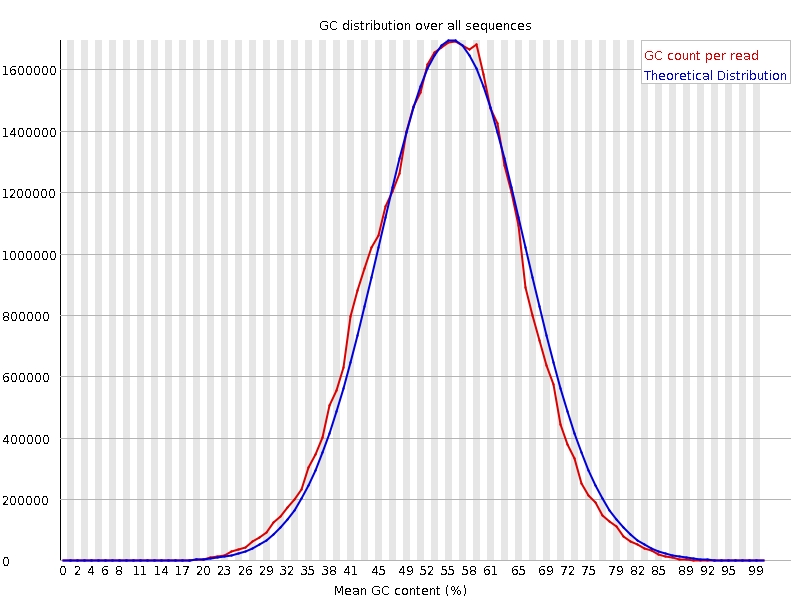 GC distribution over all sequences
GC count per read
Theoretical Distribution
1600000
1400000
1200000
1000000
800000
600000
400000
200000
0
0 2 4 6 8 11 14 17 20 23 26 29 32 35 38 41 45 49 52 55 58 61 65 69 72 75 79 82 85 89 92 95 99
Mean GC content (%)